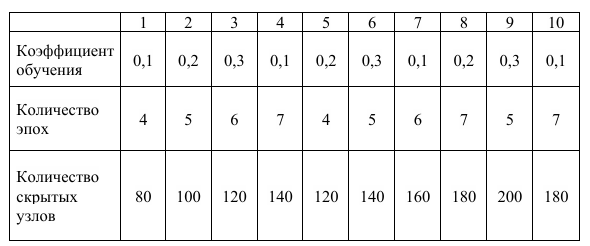 1 2 3 4 5 6 7 8 9 10
Коэффициент
обучения 0,1 0,2 0,3 0,1 0,2 0,3 0,1 0,2 0,3 0,1
Количество
эпох 4 5 6 7 4 5 6 7 5 7
Количество
скрытых 80 100 120 140 120 140 160 180 200 180
узлов